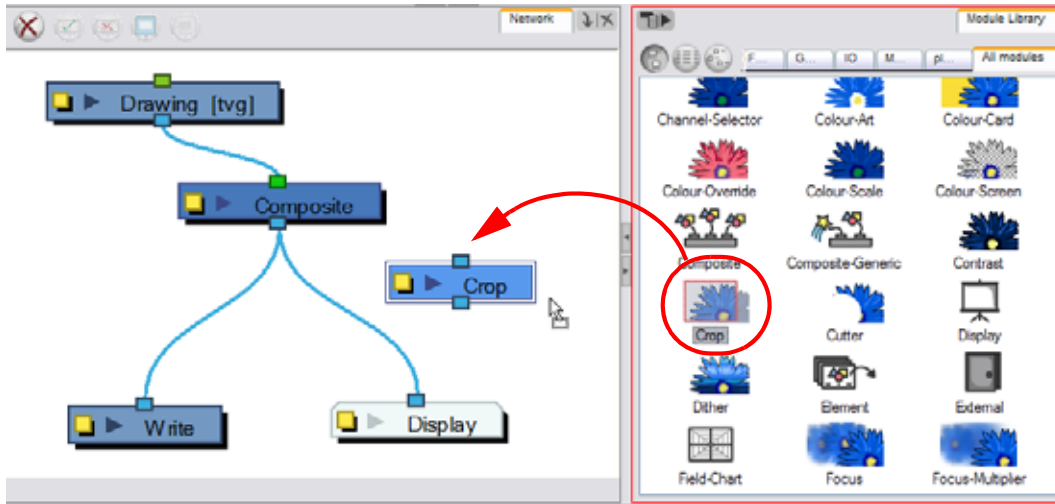 Network
Module Library
F... G... IO M... pl... All modules
Drawing [tvg]
Composite
Crop
Write
Display
Channel-Selector Colour-Art Colour-Card
Colour-Override Colour-Scale Colour-Screen
Composite Composite-Generic Contrast
Crop Cutter Display
Dither Element External
Field-Chart Focus Focus-Multiplier